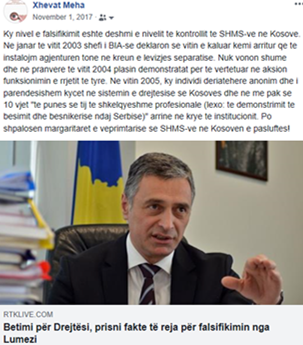 Xhevat Meha
November 1, 2017 ·
Ky nivel e falsifikimit eshte deshmi e nivelit te kontrollit te SHMS-ve ne Kosove.
Ne janar te vitit 2003 shefi i BIA-se deklaron se vitin e kaluar kemi arritur qe te
instalojm agjenturen tone ne kreun e levizjes separatise. Nuk vonon shume
dhe ne pranvere te vitit 2004 plasin demonstratat per te vertetuar ne aksion
funksionimin e rrjetit te tyre. Ne vitin 2005, ky individi deriatehere anonim dhe i
parendesishem kycet ne sistemin e drejtesise se Kosoves dhe ne me pak se
10 vjet "te punes se tij te shkelqyeshme profesionale (lexo: te demonstrimit te
besimit dhe besnikerise ndaj Serbise)" arrine ne krye te institucionit. Po
shpalosen margaritaret e veprimtarise se SHMS-ve ne Kosoven e pasluftes!
RTKLIVE.COM
Betimi për Drejtësi, prisni fakte të reja për falsifikimin nga
Lumezi